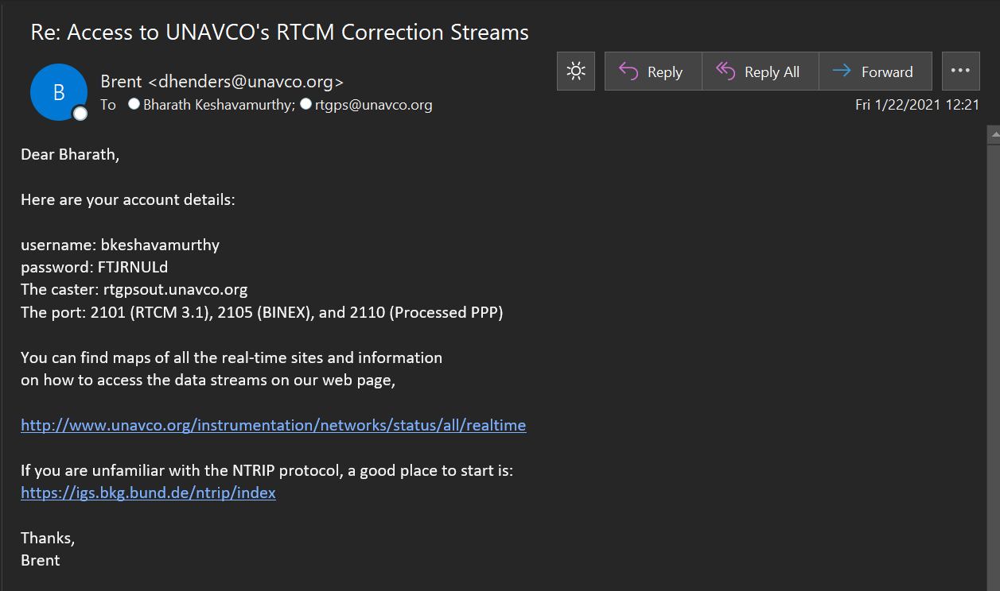 Re: Access to UNAVCO's RTCM Correction Streams
B
Brent <dhenders@unavco.org>
To Bharath Keshavamurthy; rtgps@unavco.org
Reply
Reply All
Forward
Fri 1/22/2021 12:21
Dear Bharath,
Here are your account details:
username: bkeshavamurthy
password: FTJRNULd
The caster: rtgpsout.unavco.org
The port: 2101 (RTCM 3.1), 2105 (BINEX), and 2110 (Processed PPP)
You can find maps of all the real-time sites and information
on how to access the data streams on our web page,
http://www.unavco.org/instrumentation/networks/status/all/realtime
If you are unfamiliar with the NTRIP protocol, a good place to start is:
https://igs.bkg.bund.de/ntrip/index
Thanks,
Brent